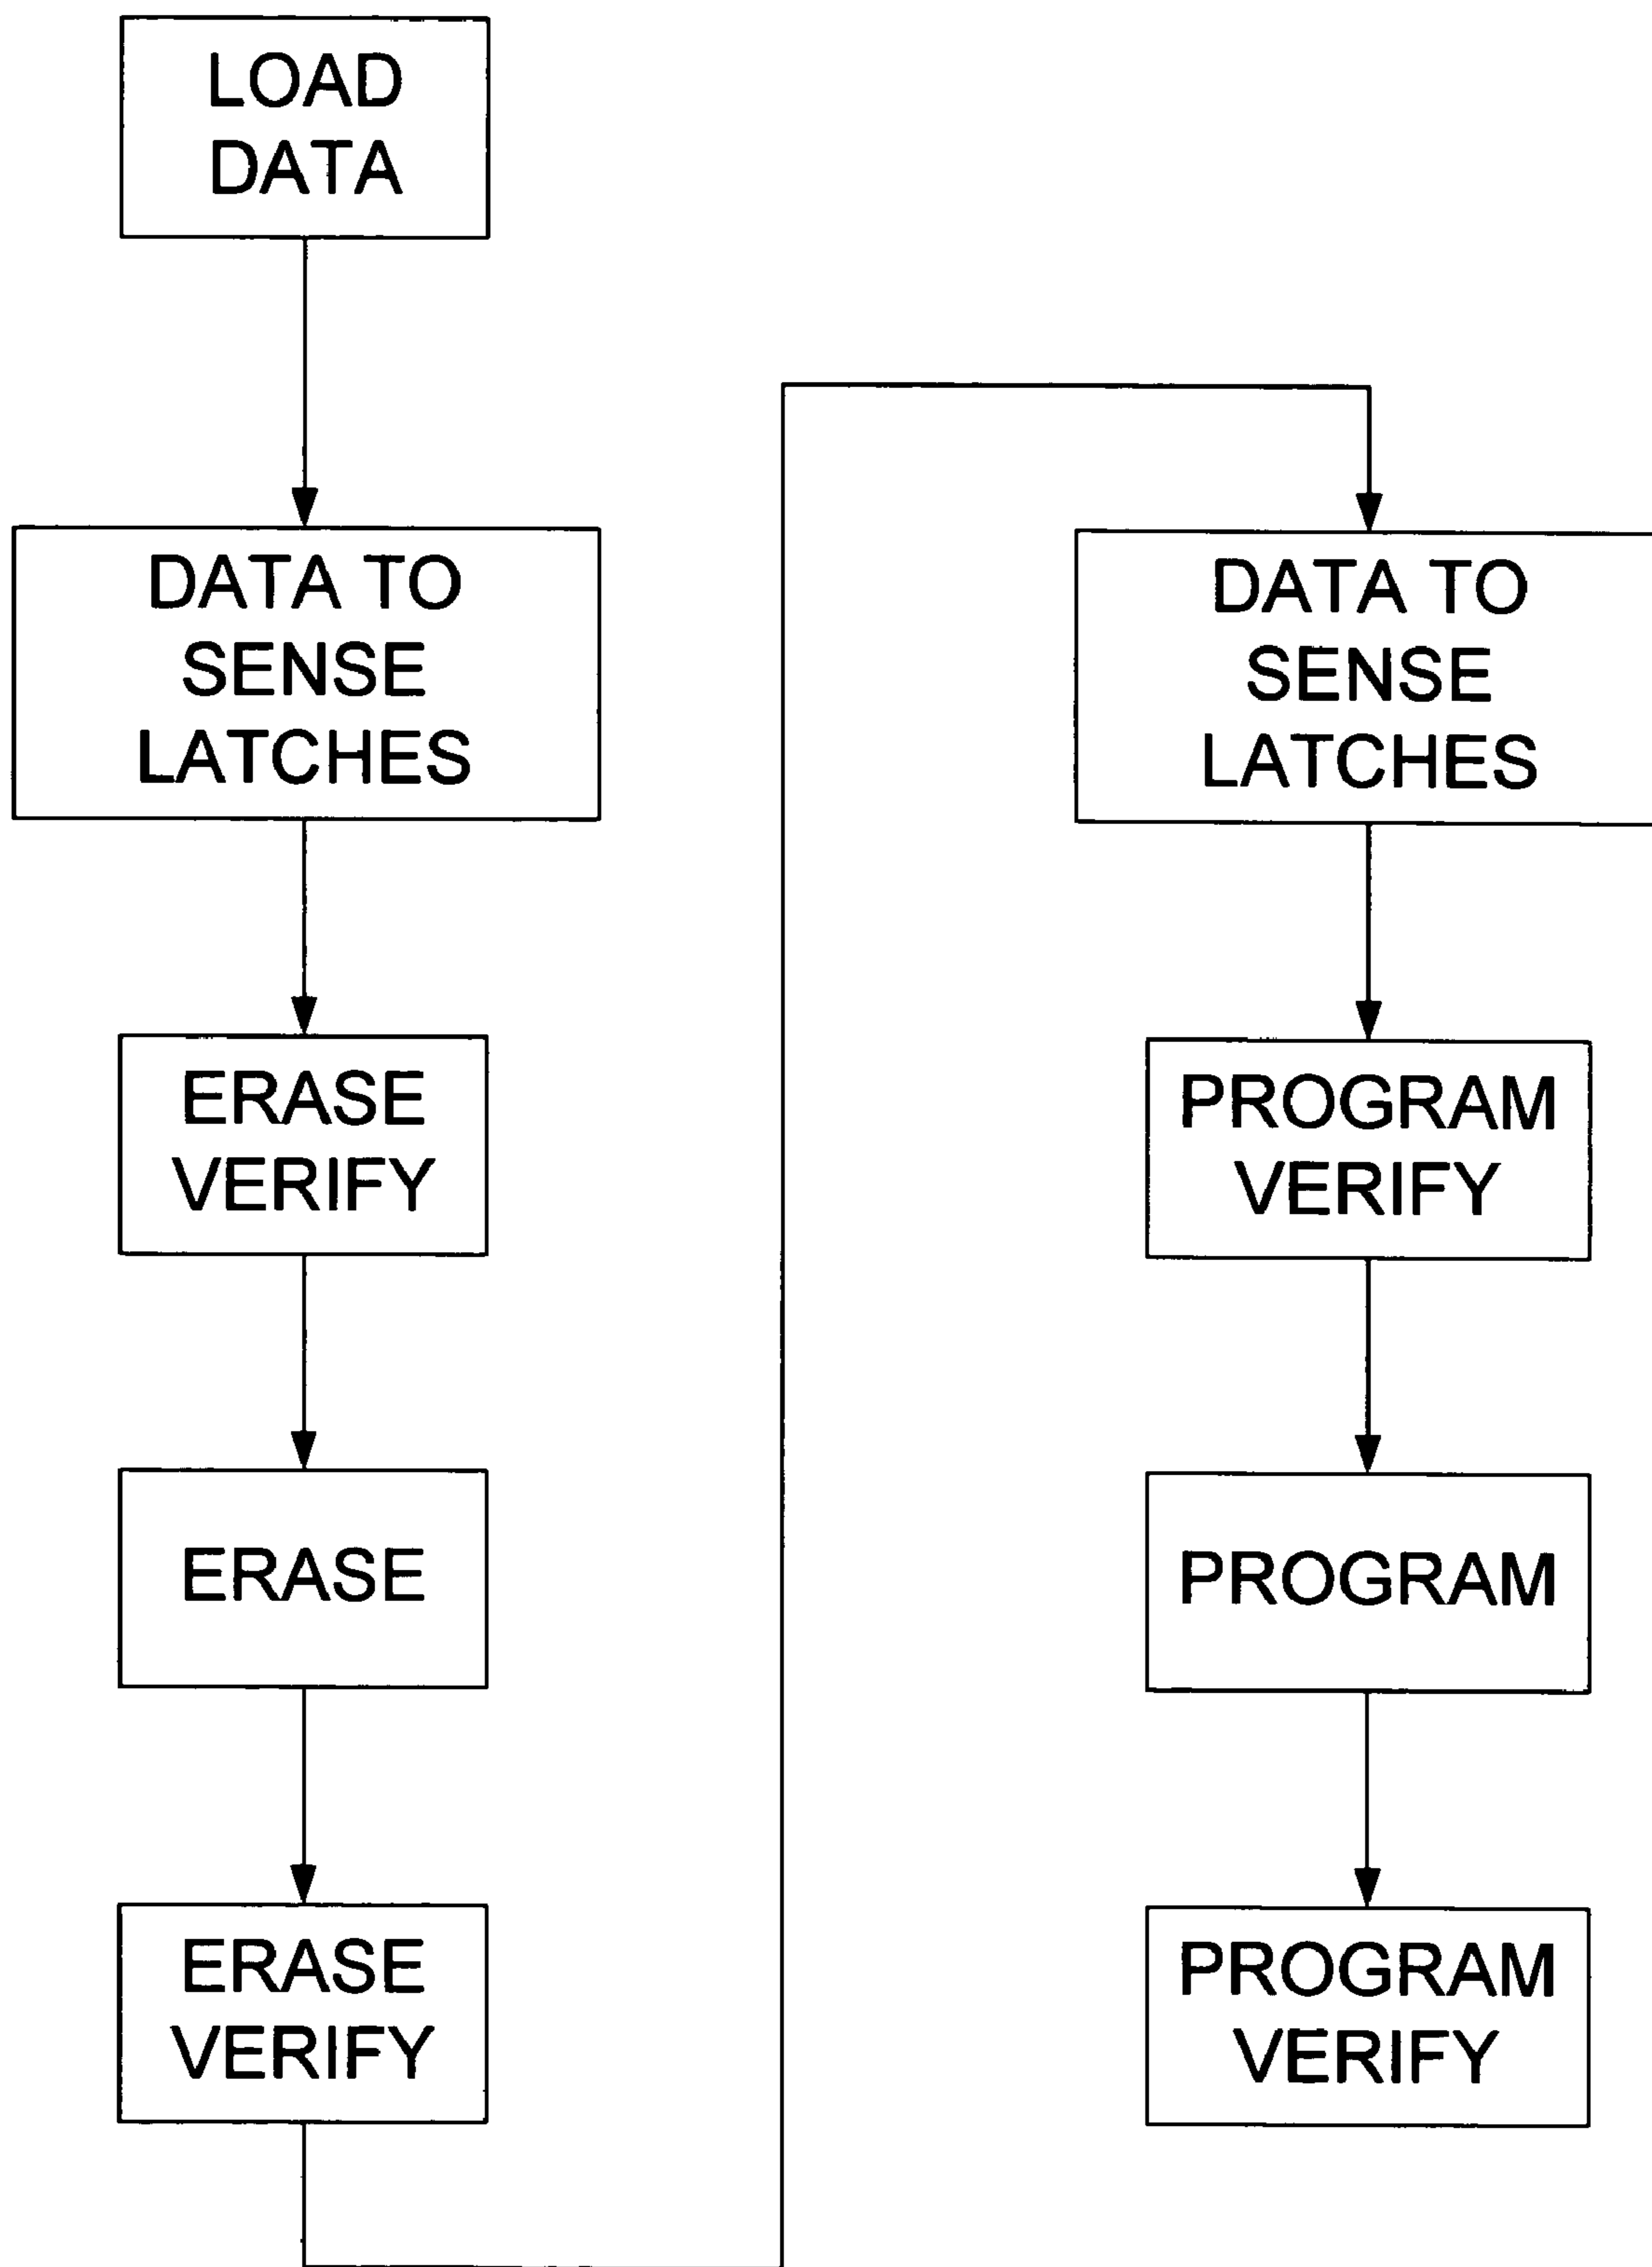 LOAD
DATA
DATA TO
SENSE
LATCHES
ERASE
VERIFY
ERASE
ERASE
VERIFY
DATA TO
SENSE
LATCHES
PROGRAM
VERIFY
PROGRAM
PROGRAM
VERIFY